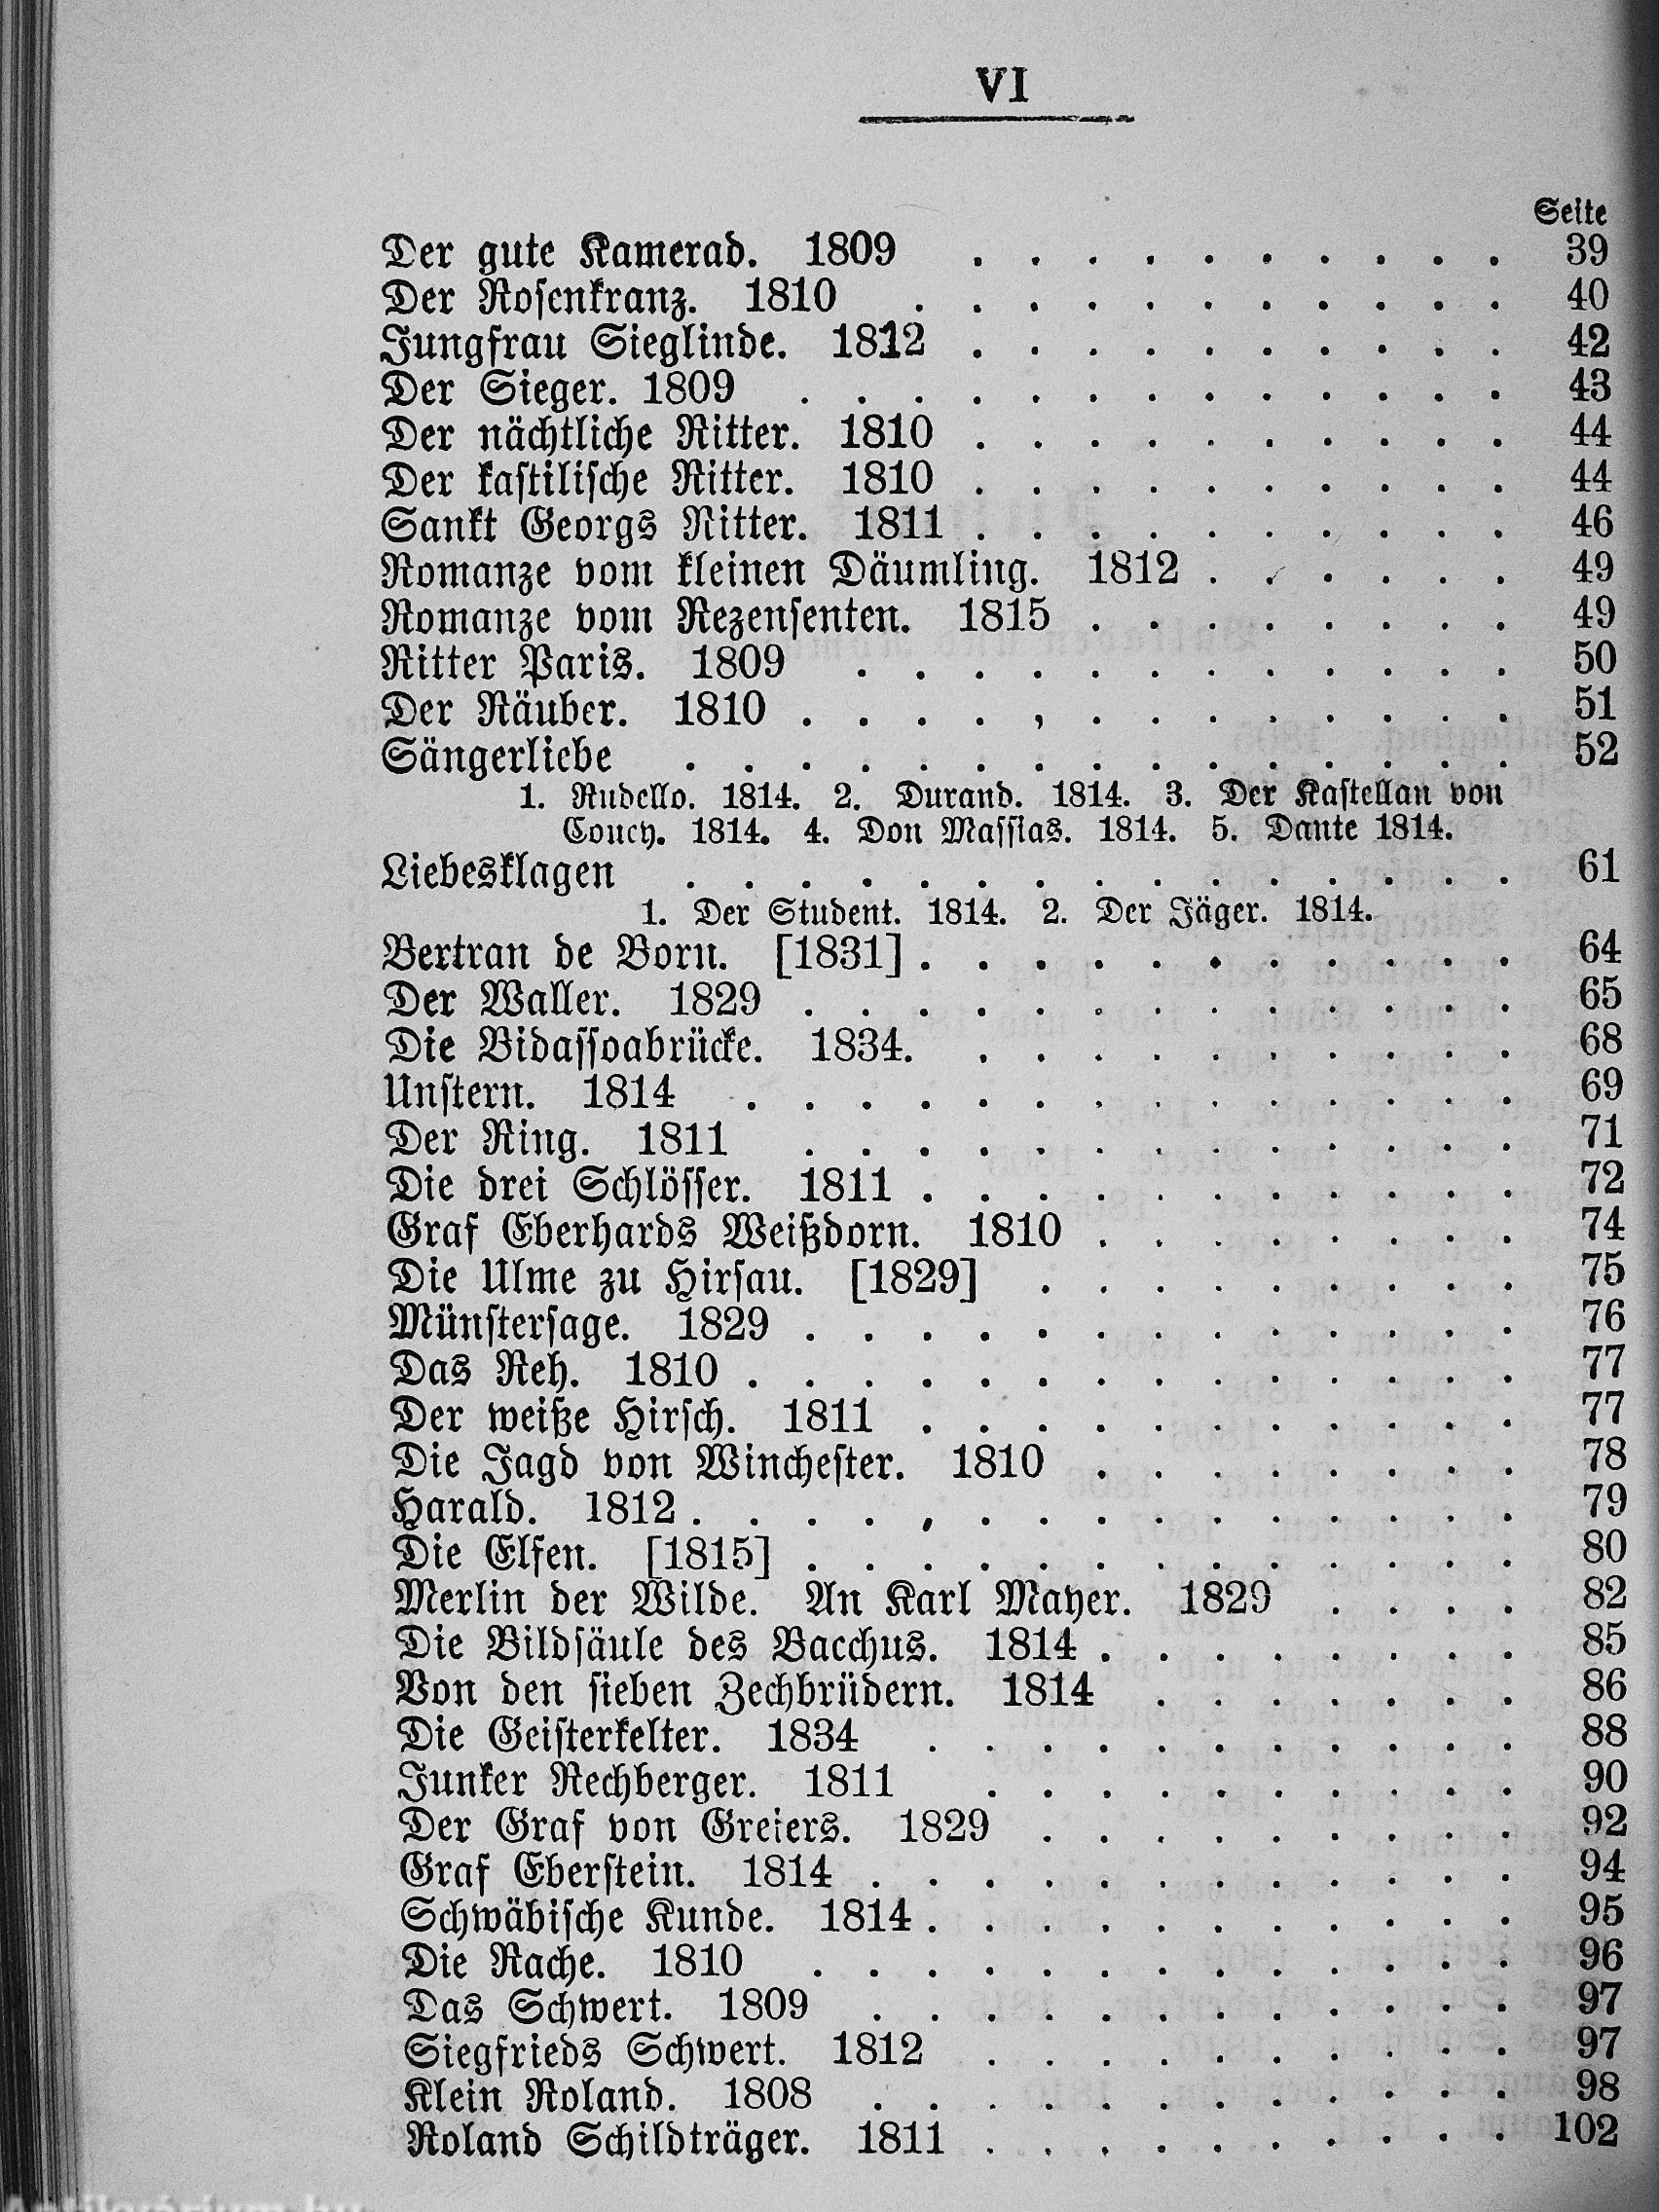 VI
Seite
Der gute Kamerad. 1809 . . . . . . . . . . 39
Der Rosenkranz. 1810 . . . . . . . . . . . 40
Jungfrau Sieglinde. 1812 . . . . . . . . . . 42
Der Sieger. 1809 . . . . . . . . . . . . . 43
Der nächtliche Ritter. 1810 . . . . . . . . . . 44
Der kastilische Ritter. 1810 . . . . . . . . . . 44
Sankt Georgs Ritter. 1811 . . . . . . . . . . 46
Romanze vom kleinen Däumling. 1812 . . . . . . 49
Romanze vom Rezensenten. 1815 . . . . . . . . 49
Ritter Paris. 1809 . . . . . . . . . . . . 50
Der Räuber. 1810 . . . . , . . . . . . . . 51
Sängerliebe . . . . . . . . . . . . . . . 52
1. Rudello. 1814. 2. Durand. 1814. 3. Der Kastellan von
Couch. 1814. 4. Don Massias. 1814. 5. Dante 1814.
Liebesklagen . . . . . . . . . . . . . . . 61
1. Der Student. 1814. 2. Der Jäger. 1814.
Bertran de Born. [1831] . . . . . . . . . . . 64
Der Waller. 1829 . . . . . . . . . . . . . 65
Die Bidassoabrücke. 1834. . . . . . . . . . . 68
Unstern. 1814 . . . . . . . . . . . . . . 69
Der Ring. 1811 . . . . . . . . . . . . . 71
Die drei Schlösser. 1811 . . . . . . . . . . . 72
Graf Eberhards Weißdorn. 1810 . . . . . . . . 74
Die Ulme zu Hirsau. [1829] . . . . . . . . . 75
Münstersage. 1829 . . . . . . . . . . . . . 76
Das Reh. 1810 . . . . . . . . . . . . . . 77
Der weiße Hirsch. 1811 . . . . . . . . . . . 77
Die Jagd von Winchester. 1810 . . . . . . . . 78
Harald. 1812 . . . . , . . . . . . . . . . 79
Die Elfen. [1815] . . . . . . . . . . . . . 80
Merlin der Wilde. An Karl Mayer. 1829 . . . . 82
Die Bildsäule des Bacchus. 1814 . . . . . . . . 85
Von den sieben Zechbrüdern. 1814 . . . . . . . 86
Die Geisterkelter. 1834 . . . . . . . . . . . 88
Junker Rechberger. 1811 . . . . . . . . . . 90
Der Graf von Greiers. 1829 . . . . . . . . . 92
Graf Eberstein. 1814 . . . . . . . . . . . . 94
Schwäbische Kunde. 1814 . . . . . . . . . . . 95
Die Rache. 1810 . . . . . . . . . . . . . 96
Das Schwert. 1809 . . . . . . . . . . . . 97
Siegfrieds Schwert. 1812 . . . . . . . . . . 97
Klein Roland. 1808 . . . . . . . . . . . . 98
Roland Schildträger. 1811 . . . . . . . . . . 102